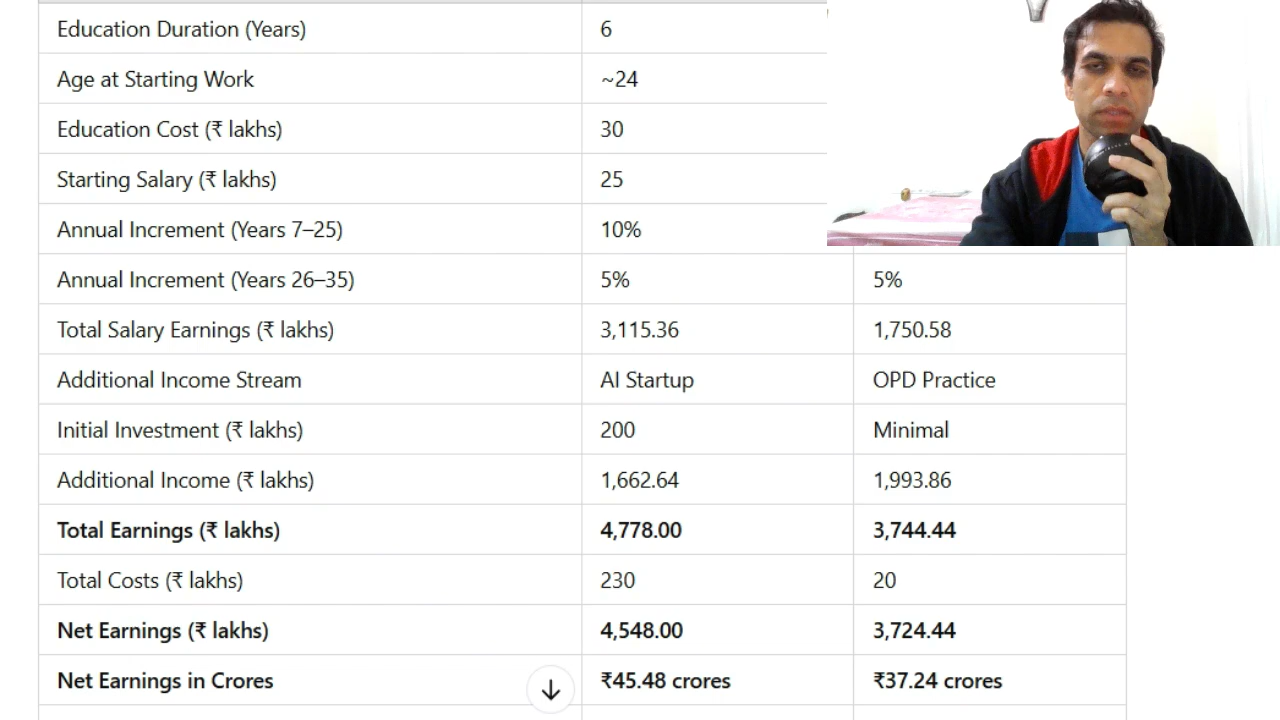 Education Duration (Years) 6
Age at Starting Work ~24
Education Cost (₹ lakhs) 30
Starting Salary (₹ lakhs) 25
Annual Increment (Years 7–25) 10%
Annual Increment (Years 26–35) 5% 5%
Total Salary Earnings (₹ lakhs) 3,115.36 1,750.58
Additional Income Stream AI Startup OPD Practice
Initial Investment (₹ lakhs) 200 Minimal
Additional Income (₹ lakhs) 1,662.64 1,993.86
Total Earnings (₹ lakhs) 4,778.00 3,744.44
Total Costs (₹ lakhs) 230 20
Net Earnings (₹ lakhs) 4,548.00 3,724.44
Net Earnings in Crores ₹45.48 crores ₹37.24 crores